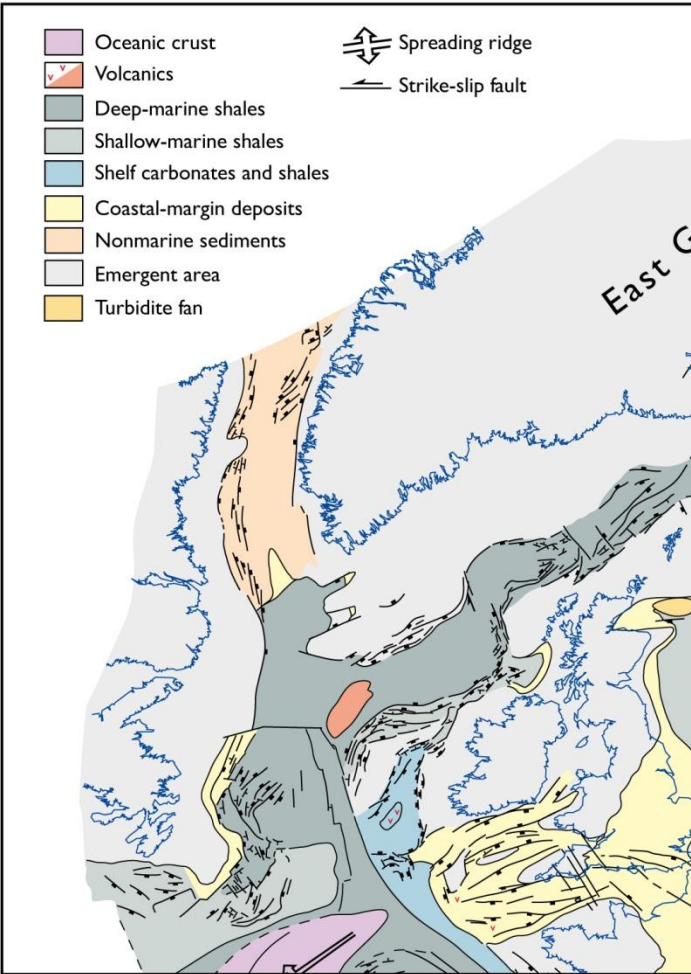 Oceanic crust
Volcanics
Deep-marine shales
Shallow-marine shales
Shelf carbonates and shales
Coastal-margin deposits
Nonmarine sediments
Emergent area
Turbidite fan
Spreading ridge
Strike-slip fault
East G